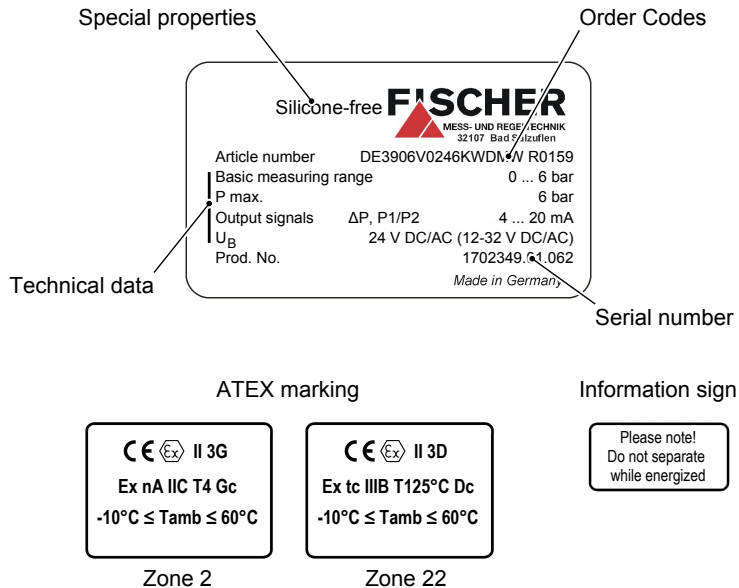 Special properties
Order Codes
Silicone-free FISCHER
MESS- UND REGELTECHNIK
32107 Bad Salzuflen
Article number DE3906V0246KWDMW R0159
Basic measuring range 0 ... 6 bar
P max. 6 bar
Output signals ΔP, P1/P2 4 ... 20 mA
UB 24 V DC/AC (12-32 V DC/AC)
Prod. No. 1702349.01.062
Made in Germany
Technical data
Serial number
ATEX marking
Information sign
CE Ex II 3G
Ex nA IIC T4 Gc
-10°C ≤ Tamb ≤ 60°C
Zone 2
CE Ex II 3D
Ex tc IIIB T125°C Dc
-10°C ≤ Tamb ≤ 60°C
Zone 22
Please note!
Do not separate
while energized